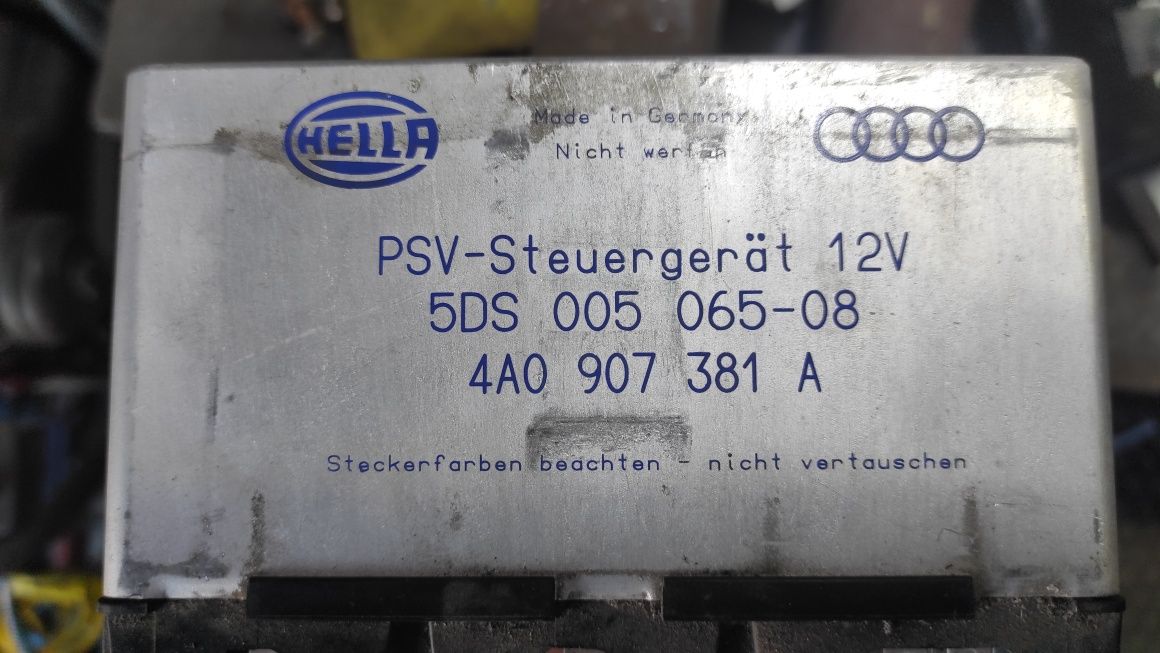 HELLA
Made in Germany
Nicht werfen
PSV-Steuergerät 12V
5DS 005 065-08
4A0 907 381 A
Steckerfarben beachten - nicht vertauschen